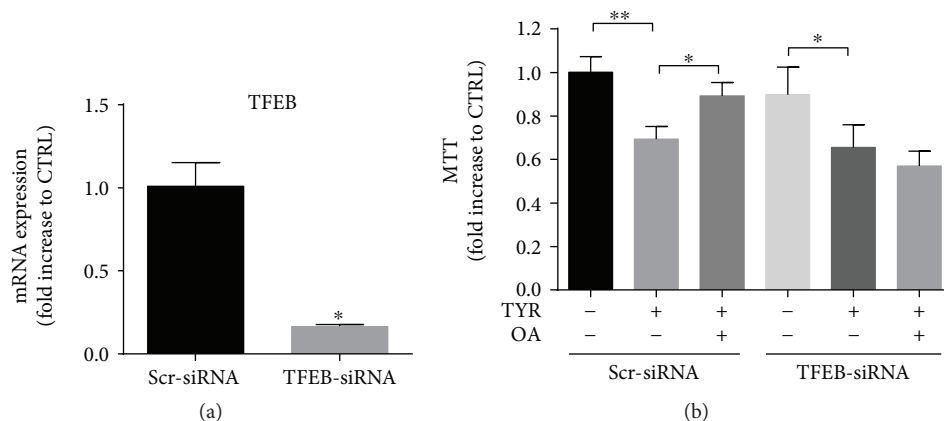 TFEB
mRNA expression
(fold increase to CTRL)
1.5
1.0
0.5
0.0
*
Scr-siRNA TFEB-siRNA
(a)
MTT
(fold increase to CTRL)
1.2
1.0
0.8
0.6
0.4
0.2
0.0
** * *
TYR − + + − + +
OA − − + − − +
Scr-siRNA TFEB-siRNA
(b)